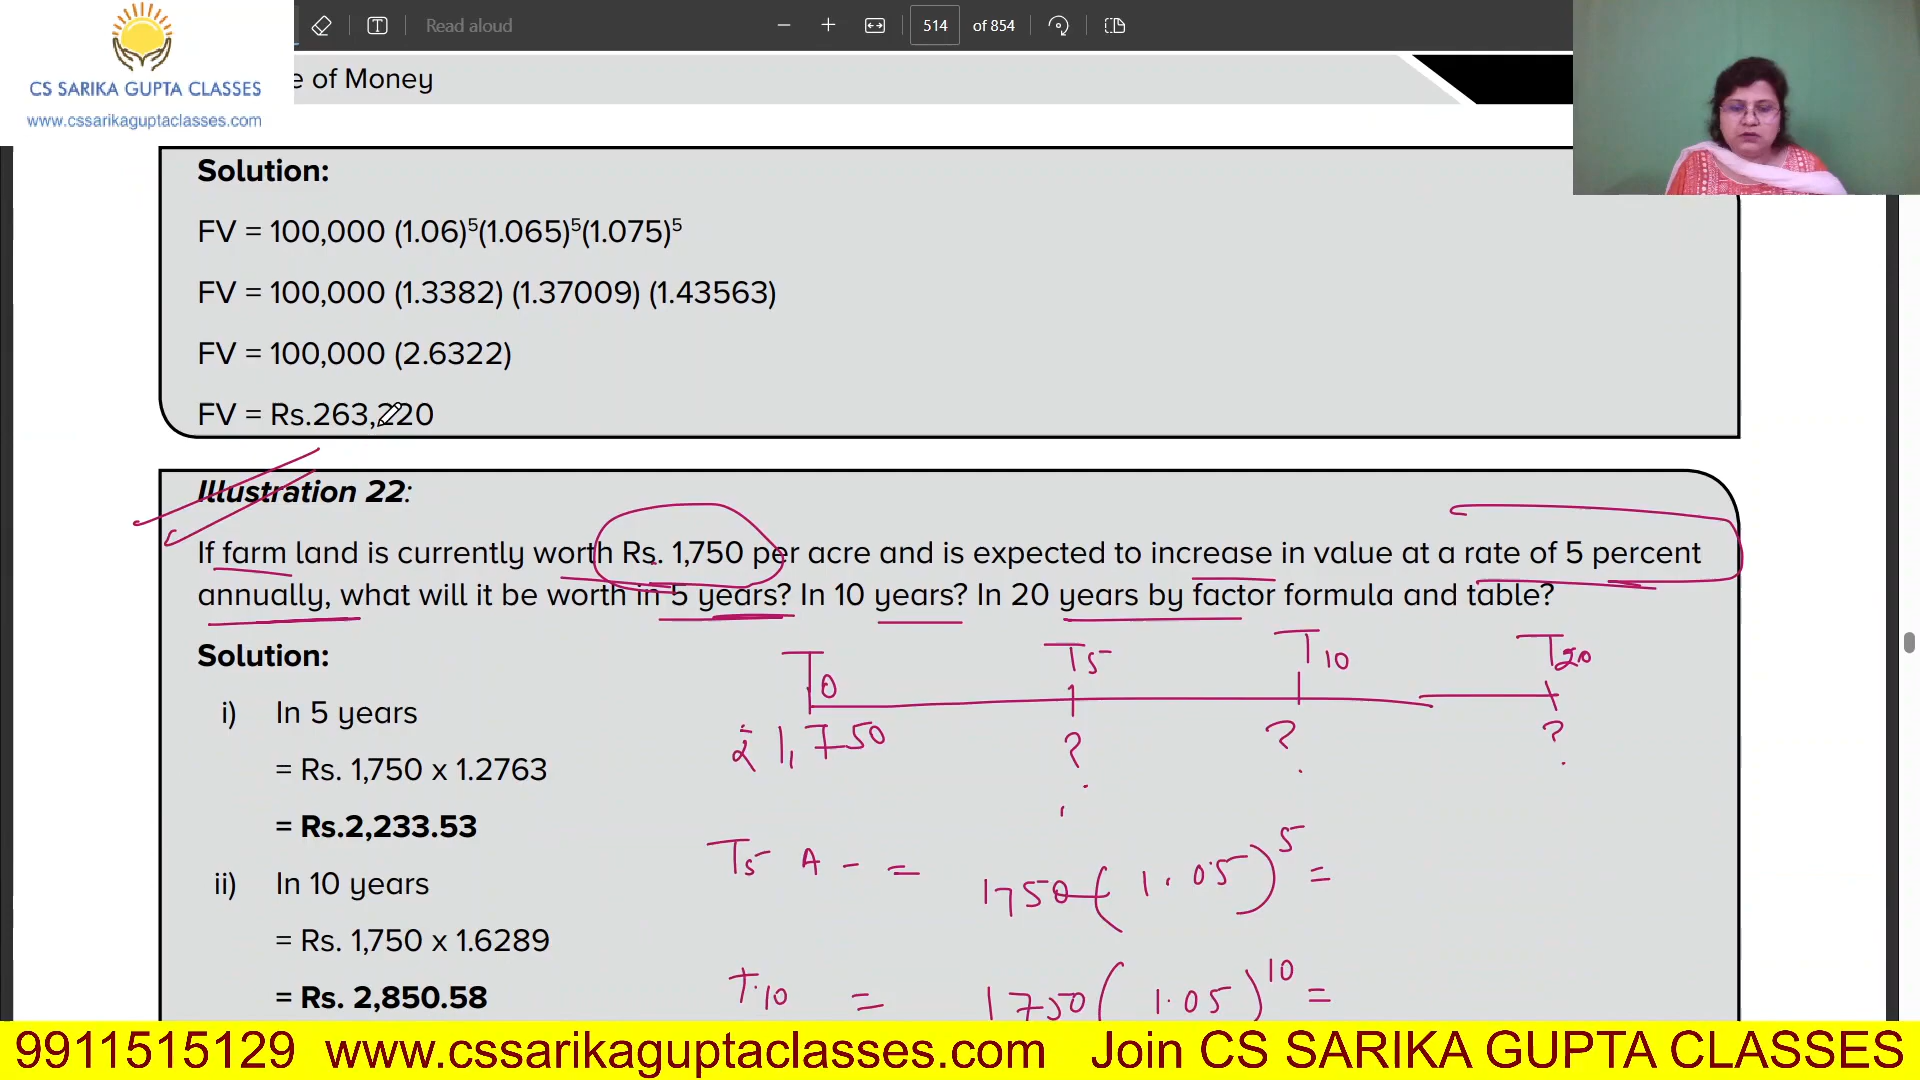 Read aloud
514 of 854
CS SARIKA GUPTA CLASSES
www.cssarikaguptaclasses.com
e of Money
Solution:
FV = 100,000 (1.06)⁵(1.065)⁵(1.075)⁵
FV = 100,000 (1.3382) (1.37009) (1.43563)
FV = 100,000 (2.6322)
FV = Rs.263,220
Illustration 22:
If farm land is currently worth Rs. 1,750 per acre and is expected to increase in value at a rate of 5 percent
annually, what will it be worth in 5 years? In 10 years? In 20 years by factor formula and table?
Solution:
T0 T5 T10 T20
i) In 5 years
1,750 ? ? ?
= Rs. 1,750 x 1.2763
= Rs.2,233.53
T5 A - = 1750(1.05)⁵ =
ii) In 10 years
= Rs. 1,750 x 1.6289
= Rs. 2,850.58
T10 = 1750(1.05)¹⁰ =
9911515129 www.cssarikaguptaclasses.com Join CS SARIKA GUPTA CLASSES